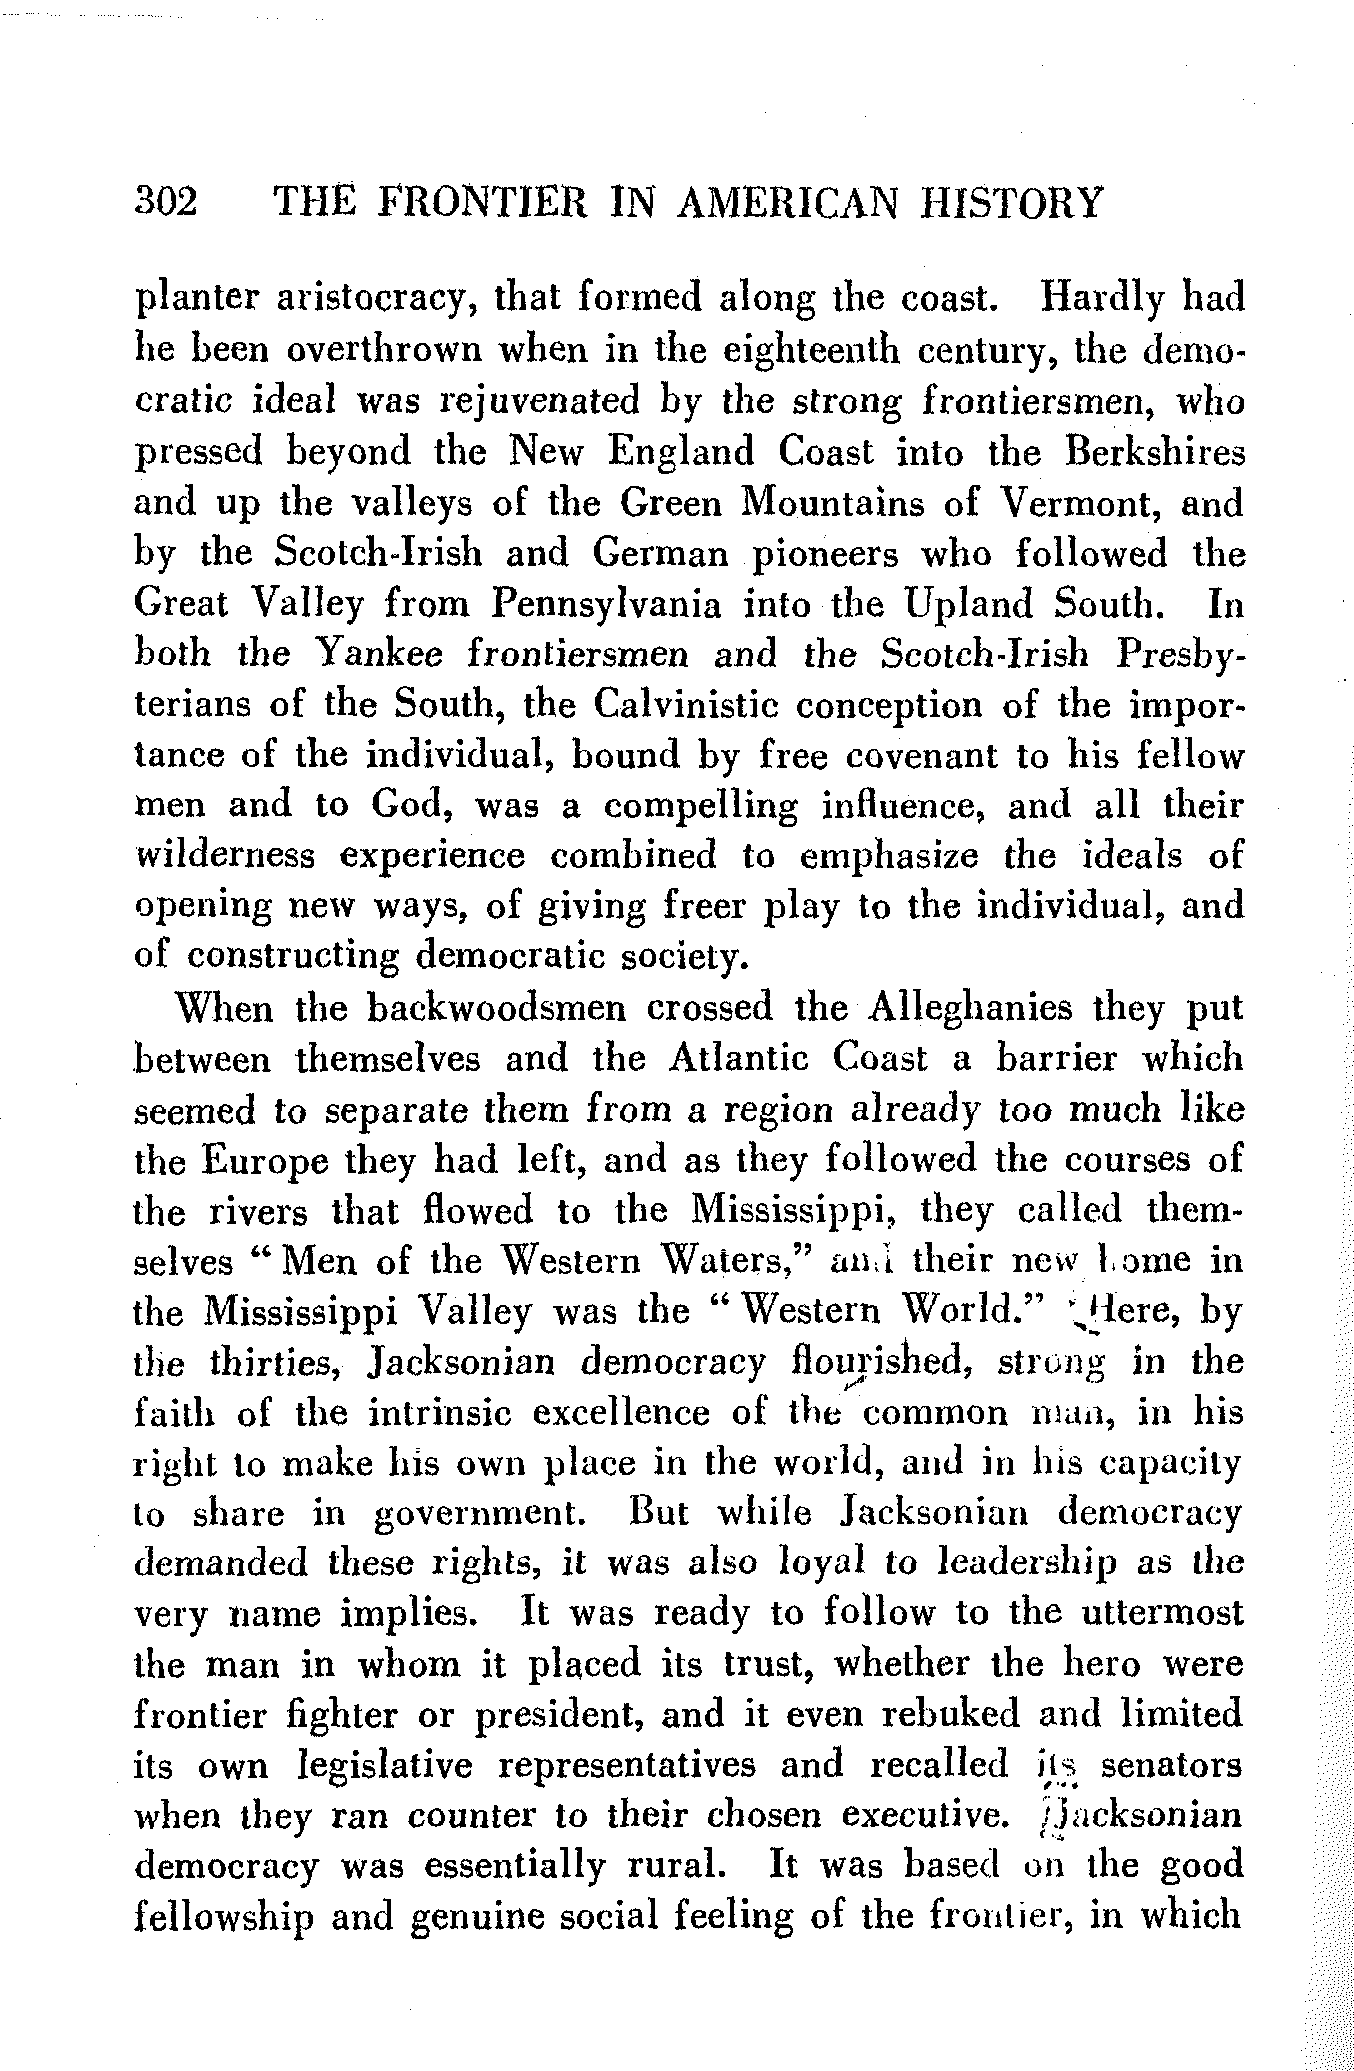 302 THE FRONTIER IN AMERICAN HISTORY
planter aristocracy, that formed along the coast. Hardly had
he been overthrown when in the eighteenth century, the demo-
cratic ideal was rejuvenated by the strong frontiersmen, who
pressed beyond the New England Coast into the Berkshires
and up the valleys of the Green Mountains of Vermont, and
by the Scotch-Irish and German pioneers who followed the
Great Valley from Pennsylvania into the Upland South. In
both the Yankee frontiersmen and the Scotch-Irish Presby-
terians of the South, the Calvinistic conception of the impor-
tance of the individual, bound by free covenant to his fellow
men and to God, was a compelling influence, and all their
wilderness experience combined to emphasize the ideals of
opening new ways, of giving freer play to the individual, and
of constructing democratic society.
When the backwoodsmen crossed the Alleghanies they put
between themselves and the Atlantic Coast a barrier which
seemed to separate them from a region already too much like
the Europe they had left, and as they followed the courses of
the rivers that flowed to the Mississippi, they called them-
selves " Men of the Western Waters," and their new home in
the Mississippi Valley was the " Western World." Here, by
the thirties, Jacksonian democracy flourished, strong in the
faith of the intrinsic excellence of the common man, in his
right to make his own place in the world, and in his capacity
to share in government. But while Jacksonian democracy
demanded these rights, it was also loyal to leadership as the
very name implies. It was ready to follow to the uttermost
the man in whom it placed its trust, whether the hero were
frontier fighter or president, and it even rebuked and limited
its own legislative representatives and recalled its senators
when they ran counter to their chosen executive. Jacksonian
democracy was essentially rural. It was based on the good
fellowship and genuine social feeling of the frontier, in which